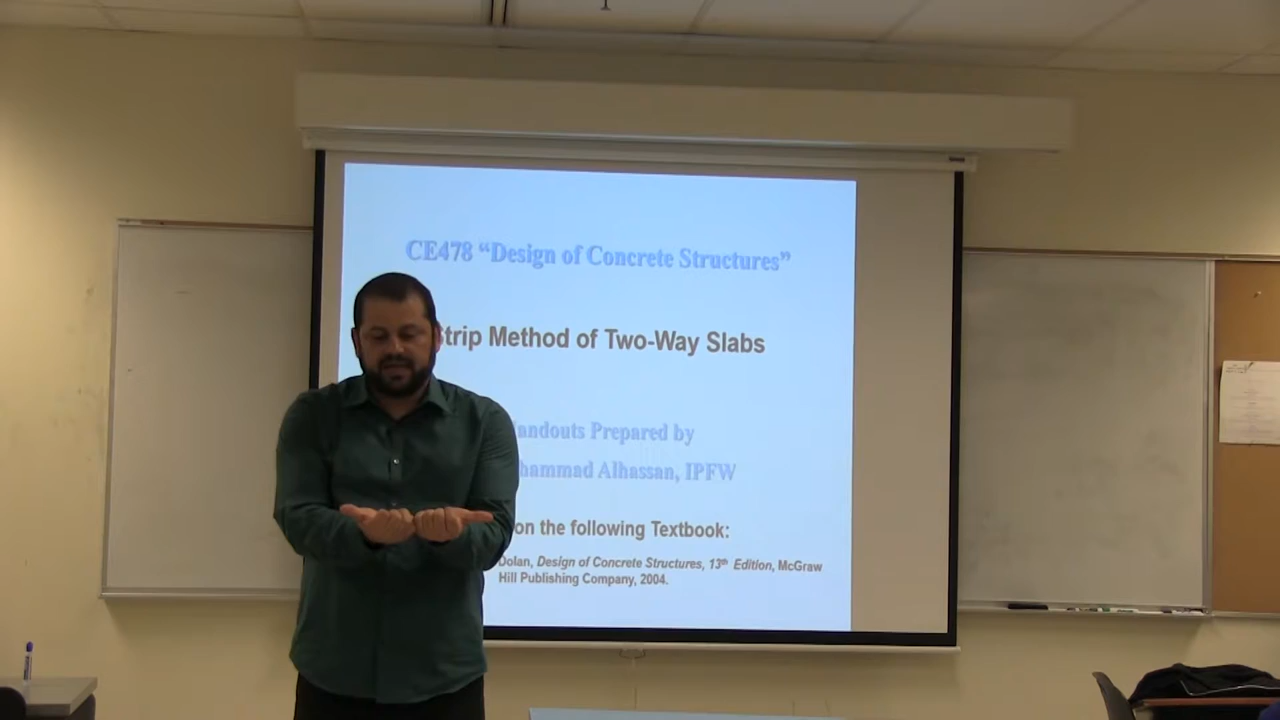 CE478 “Design of Concrete Structures”
trip Method of Two-Way Slabs
andouts Prepared by
hammad Alhassan, IPFW
on the following Textbook:
Dolan, Design of Concrete Structures, 13th Edition, McGraw
Hill Publishing Company, 2004.